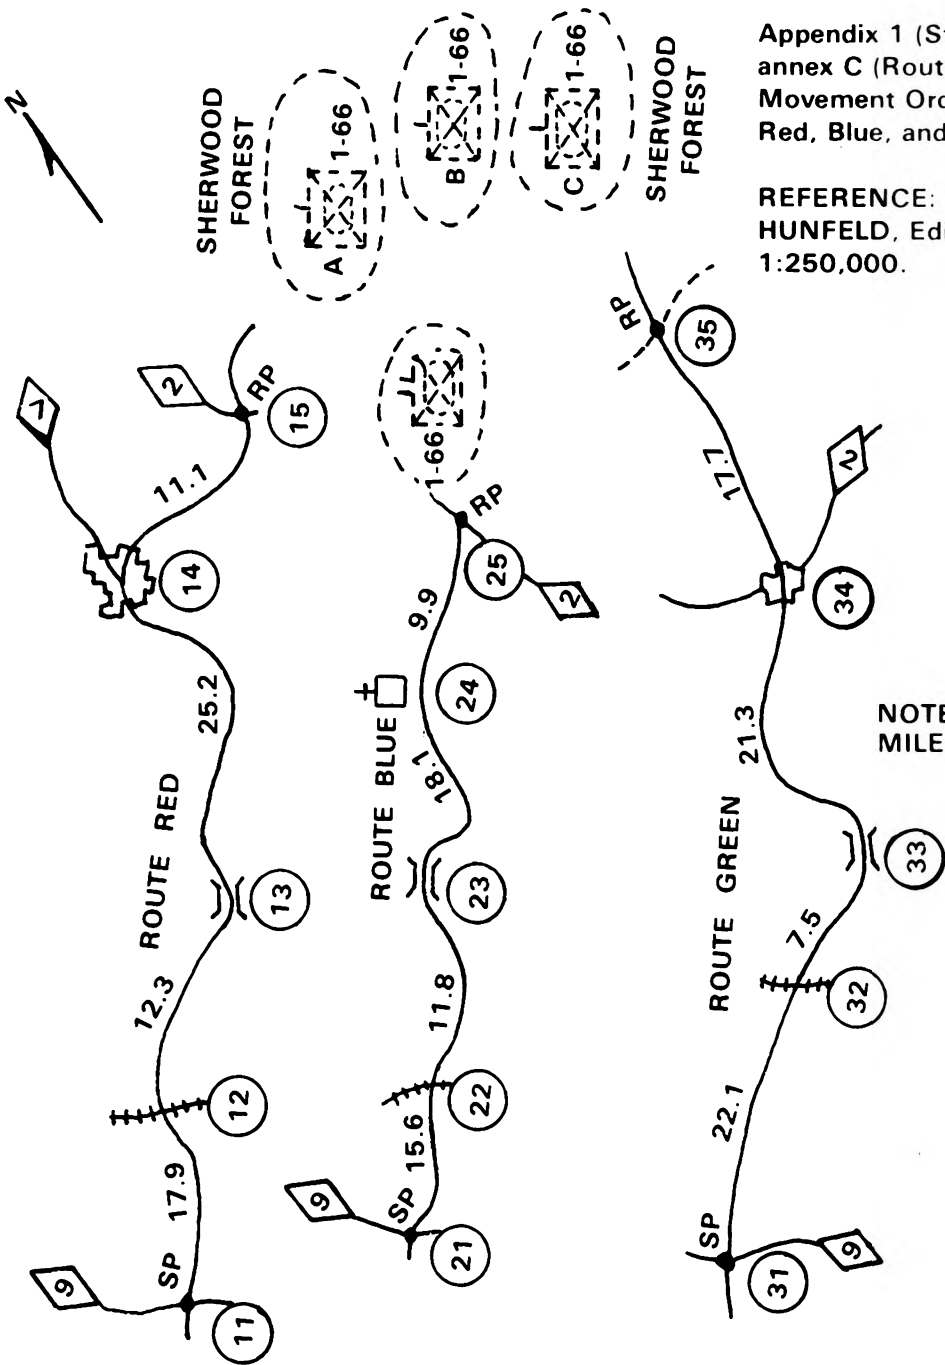 Appendix 1 (S
annex C (Rout
Movement Ord
Red, Blue, and
REFERENCE:
HUNFELD, Edi
1:250,000.
N
SHERWOOD
FOREST
A
1-66
B
1-66
C
1-66
SHERWOOD
FOREST
ROUTE RED
9
SP
11
17.9
12
12.3
13
25.2
14
7
11.1
2
RP
15
ROUTE BLUE
9
SP
21
15.6
22
11.8
23
18.1
24
9.9
RP
25
2
1-66
ROUTE GREEN
SP
31
9
22.1
32
7.5
33
21.3
34
2
17.7
RP
35
NOTE
MILE